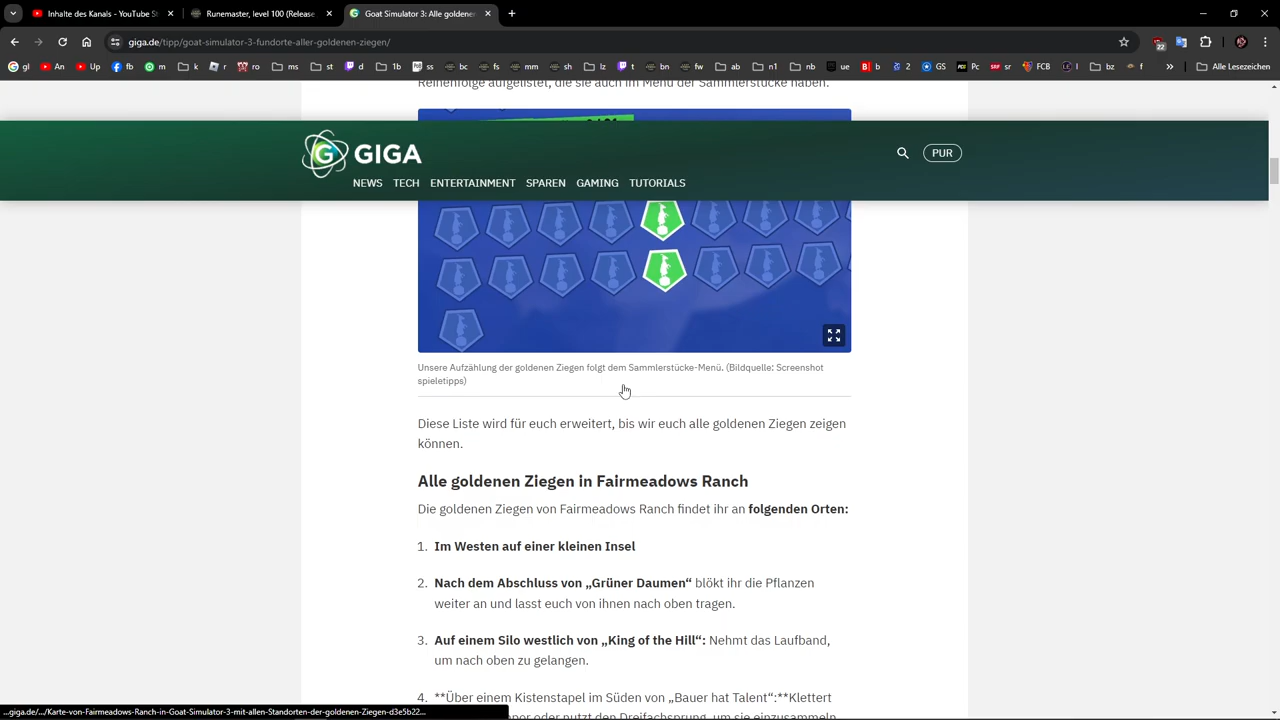 Inhalte des Kanals - YouTube St
Runemaster, level 100 (Release
Goat Simulator 3: Alle goldene
giga.de/tipp/goat-simulator-3-fundorte-aller-goldenen-ziegen/
22
gl An Up fb m k r ro ms st d 1b ss bc fs sm mm sh lz t bn nw fw ab n1 nbg ue b 2 GS Pc sr FCB l bz f » Alle Lesezeichen
Reihenfolge aufgelistet, die sie auch im Menü der Sammlerstücke haben.
GIGA
PUR
NEWS TECH ENTERTAINMENT SPAREN GAMING TUTORIALS
Unsere Aufzählung der goldenen Ziegen folgt dem Sammlerstücke-Menü. (Bildquelle: Screenshot
spieletipps)
Diese Liste wird für euch erweitert, bis wir euch alle goldenen Ziegen zeigen
können.
Alle goldenen Ziegen in Fairmeadows Ranch
Die goldenen Ziegen von Fairmeadows Ranch findet ihr an folgenden Orten:
1. Im Westen auf einer kleinen Insel
2. Nach dem Abschluss von „Grüner Daumen“ blökt ihr die Pflanzen
weiter an und lasst euch von ihnen nach oben tragen.
3. Auf einem Silo westlich von „King of the Hill“: Nehmt das Laufband,
um nach oben zu gelangen.
4. **Über einem Kistenstapel im Süden von „Bauer hat Talent“:**Klettert
oder nutzt den Dreifachsprung, um sie einzusammeln
...giga.de/.../Karte-von-Fairmeadows-Ranch-in-Goat-Simulator-3-mit-allen-Standorten-der-goldenen-Ziegen-d3e5b22...